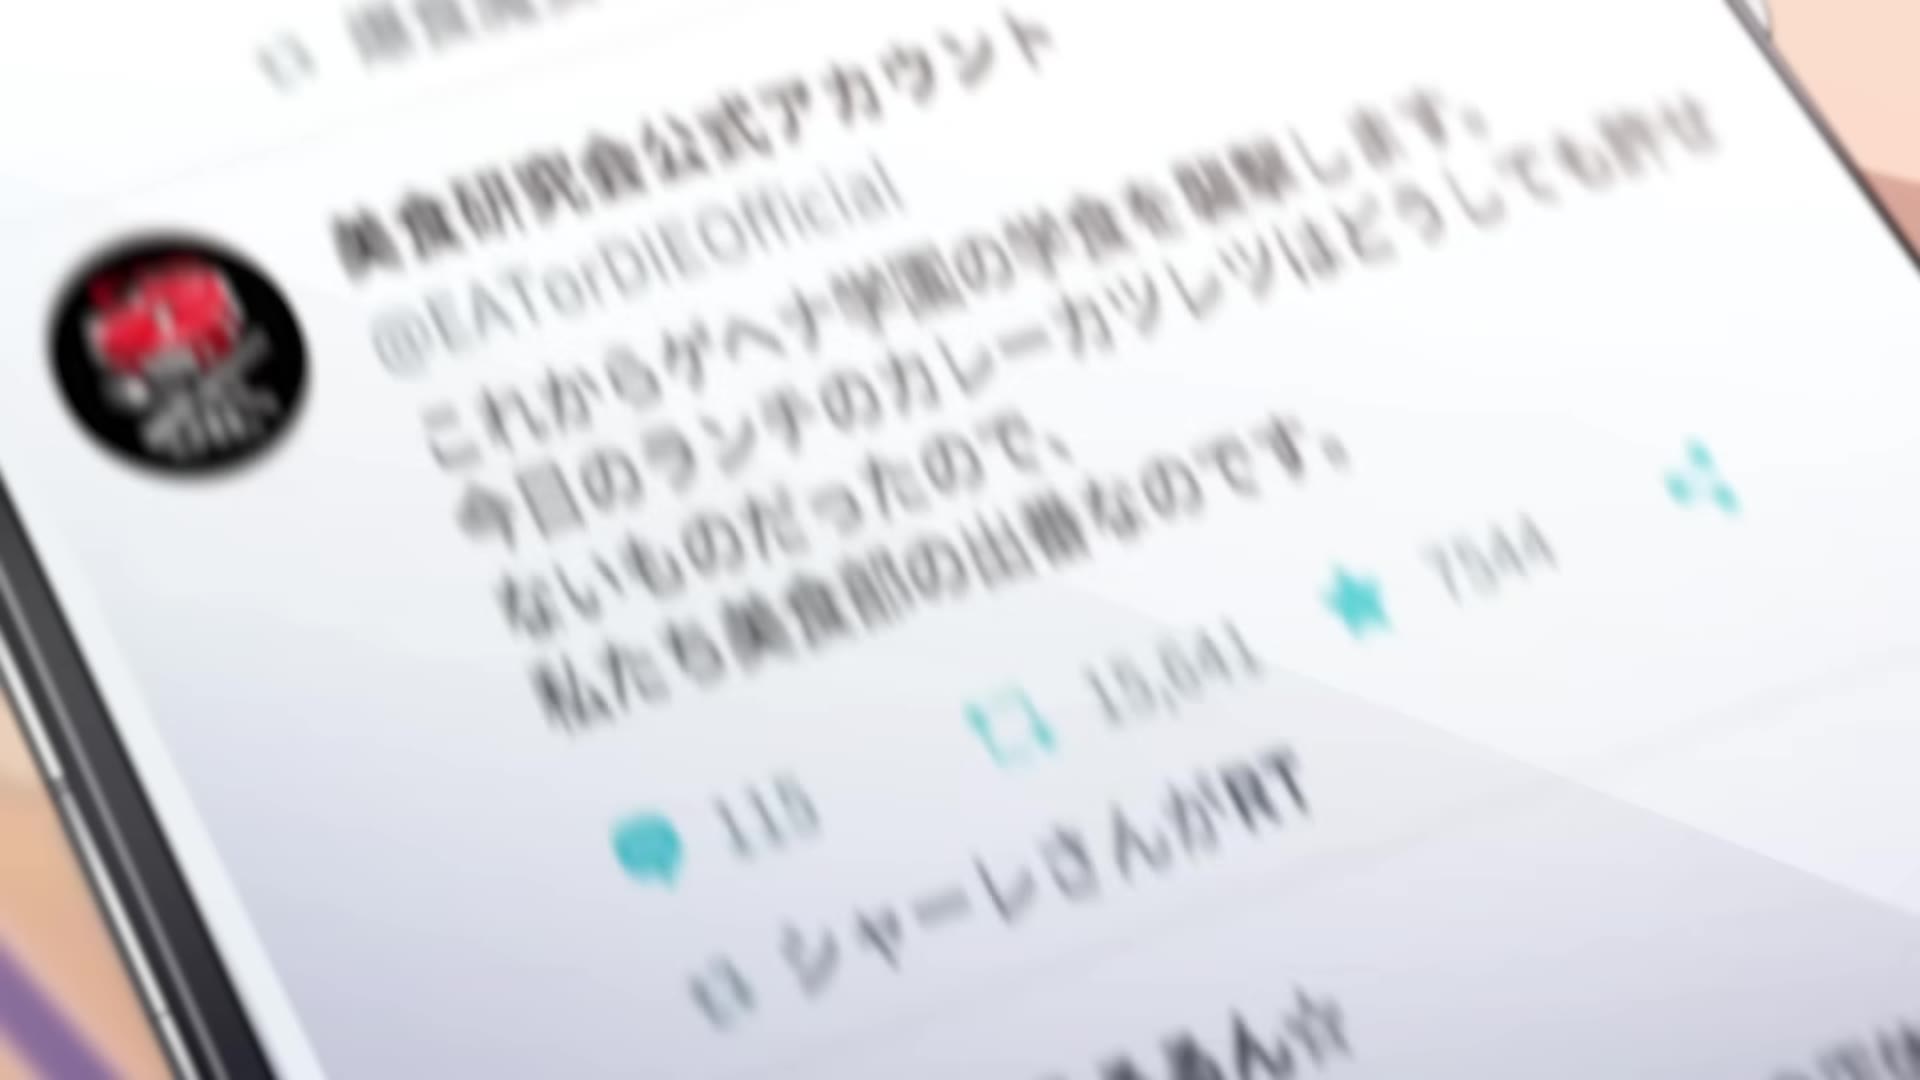 美食研究会公式アカウント
@EATorDIEOfficial
これからゲヘナ学園の学食を襲撃します。
今日のランチのカレーカツレツはどうしても許せ
ないものだったので、
私たち美食部の出番なのです。
115
15,641
7544
シャーレさんがRT